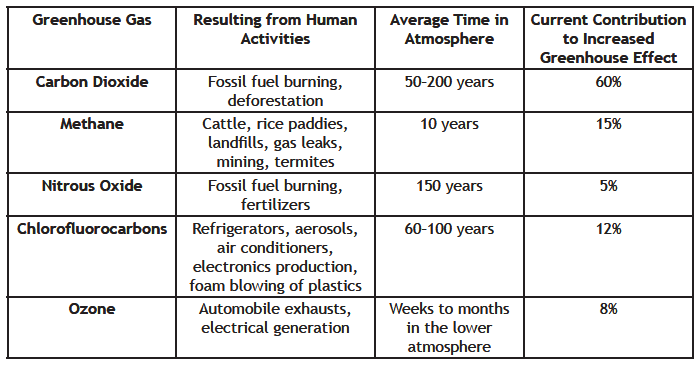 Greenhouse Gas
Resulting from Human
Activities
Average Time in
Atmosphere
Current Contribution
to Increased
Greenhouse Effect
Carbon Dioxide
Fossil fuel burning,
deforestation
50-200 years
60%
Methane
Cattle, rice paddies,
landfills, gas leaks,
mining, termites
10 years
15%
Nitrous Oxide
Fossil fuel burning,
fertilizers
150 years
5%
Chlorofluorocarbons
Refrigerators, aerosols,
air conditioners,
electronics production,
foam blowing of plastics
60-100 years
12%
Ozone
Automobile exhausts,
electrical generation
Weeks to months
in the lower
atmosphere
8%